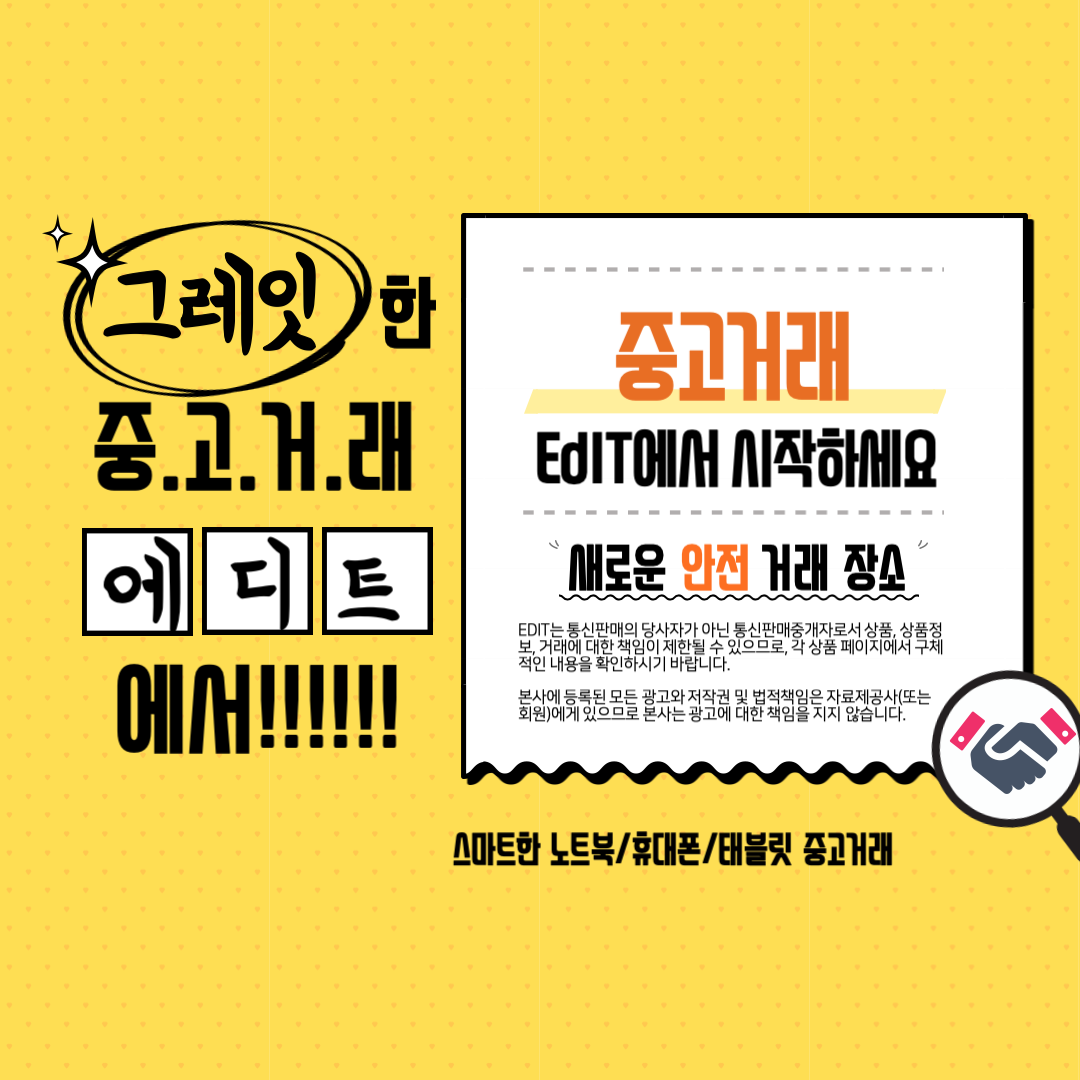 그레잇 한
중.고.거.래
에디트
에서!!!!!!
중고거래
EdIT에서 시작하세요
새로운 안전 거래 장소
EDIT는 통신판매의 당사자가 아닌 통신판매중개자로서 상품, 상품정
보, 거래에 대한 책임이 제한될 수 있으므로, 각 상품 페이지에서 구체
적인 내용을 확인하시기 바랍니다.
본사에 등록된 모든 광고와 저작권 및 법적책임은 자료제공사(또는
회원)에게 있으므로 본사는 광고에 대한 책임을 지지 않습니다.
스마트한 노트북/휴대폰/태블릿 중고거래